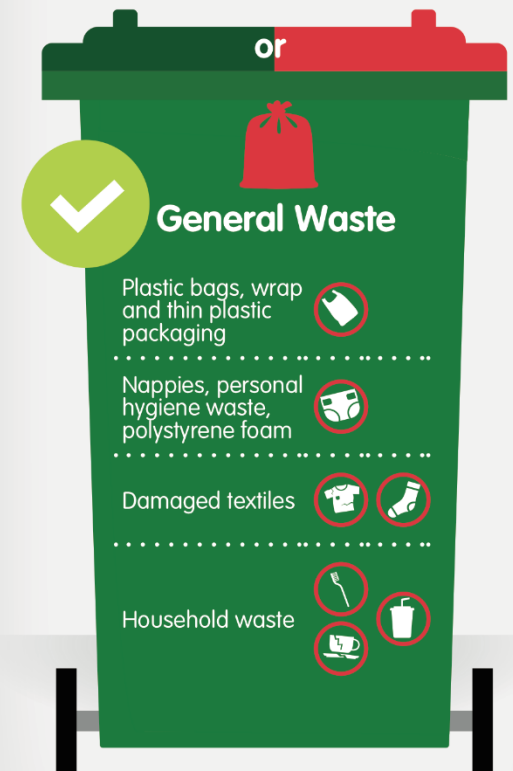 or
General Waste
Plastic bags, wrap
and thin plastic
packaging
Nappies, personal
hygiene waste,
polystyrene foam
Damaged textiles
Household waste